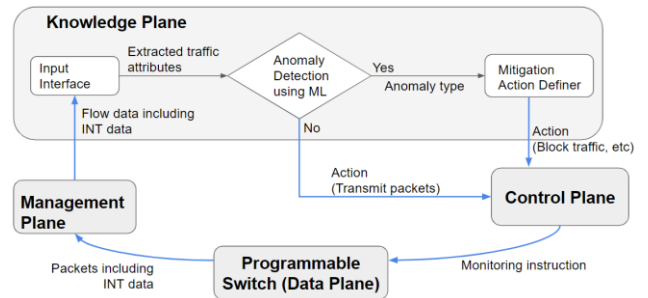 Knowledge Plane
Input
Interface
Extracted traffic
attributes
Anomaly
Detection
using ML
Yes
Anomaly type
Mitigation
Action Definer
Flow data including
INT data
No
Action
(Block traffic, etc)
Action
(Transmit packets)
Management
Plane
Control Plane
Packets including
INT data
Programmable
Switch (Data Plane)
Monitoring instruction